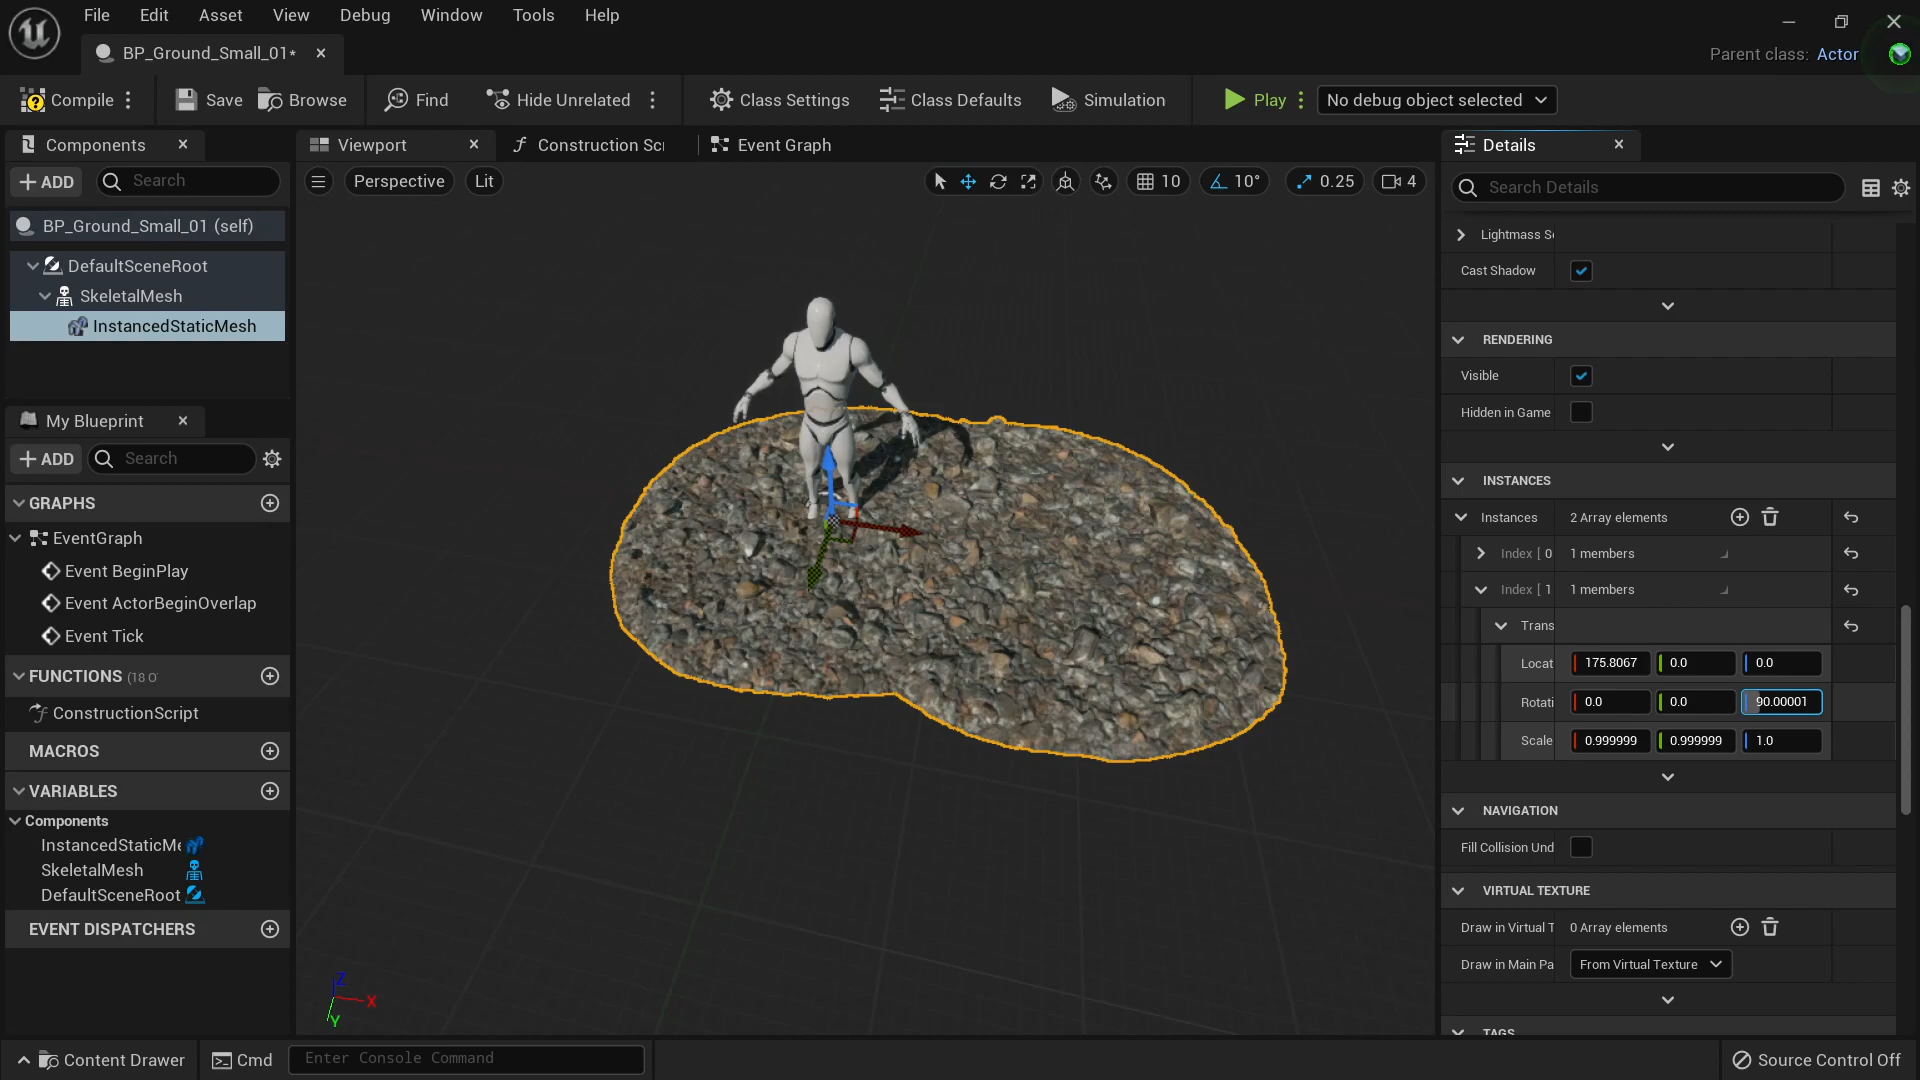 File Edit Asset View Debug Window Tools Help
BP_Ground_Small_01*
Parent class: Actor
Compile Save Browse Find Hide Unrelated Class Settings Class Defaults Simulation Play No debug object selected
Components
ADD Search
BP_Ground_Small_01 (self)
DefaultSceneRoot
SkeletalMesh
InstancedStaticMesh
My Blueprint
ADD Search
GRAPHS
EventGraph
Event BeginPlay
Event ActorBeginOverlap
Event Tick
FUNCTIONS (18 O
ConstructionScript
MACROS
VARIABLES
Components
InstancedStaticMe
SkeletalMesh
DefaultSceneRoot
EVENT DISPATCHERS
Viewport Construction Scr Event Graph
Perspective Lit 10 10° 0.25 4
Z
X
Y
Details
Search Details
Lightmass Se
Cast Shadow
RENDERING
Visible
Hidden in Game
INSTANCES
Instances 2 Array elements
Index [ 0 1 members
Index [ 1 1 members
Trans
Locat 175.8067 0.0 0.0
Rotati 0.0 0.0 90.00001
Scale 0.999999 0.999999 1.0
NAVIGATION
Fill Collision Und
VIRTUAL TEXTURE
Draw in Virtual T 0 Array elements
Draw in Main Pa From Virtual Texture
TAGS
Content Drawer Cmd Enter Console Command Source Control Off